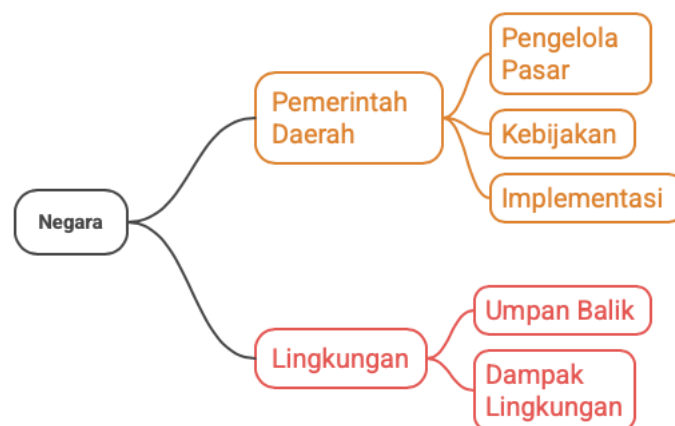 Negara
Pemerintah
Daerah
Pengelola
Pasar
Kebijakan
Implementasi
Lingkungan
Umpan Balik
Dampak
Lingkungan